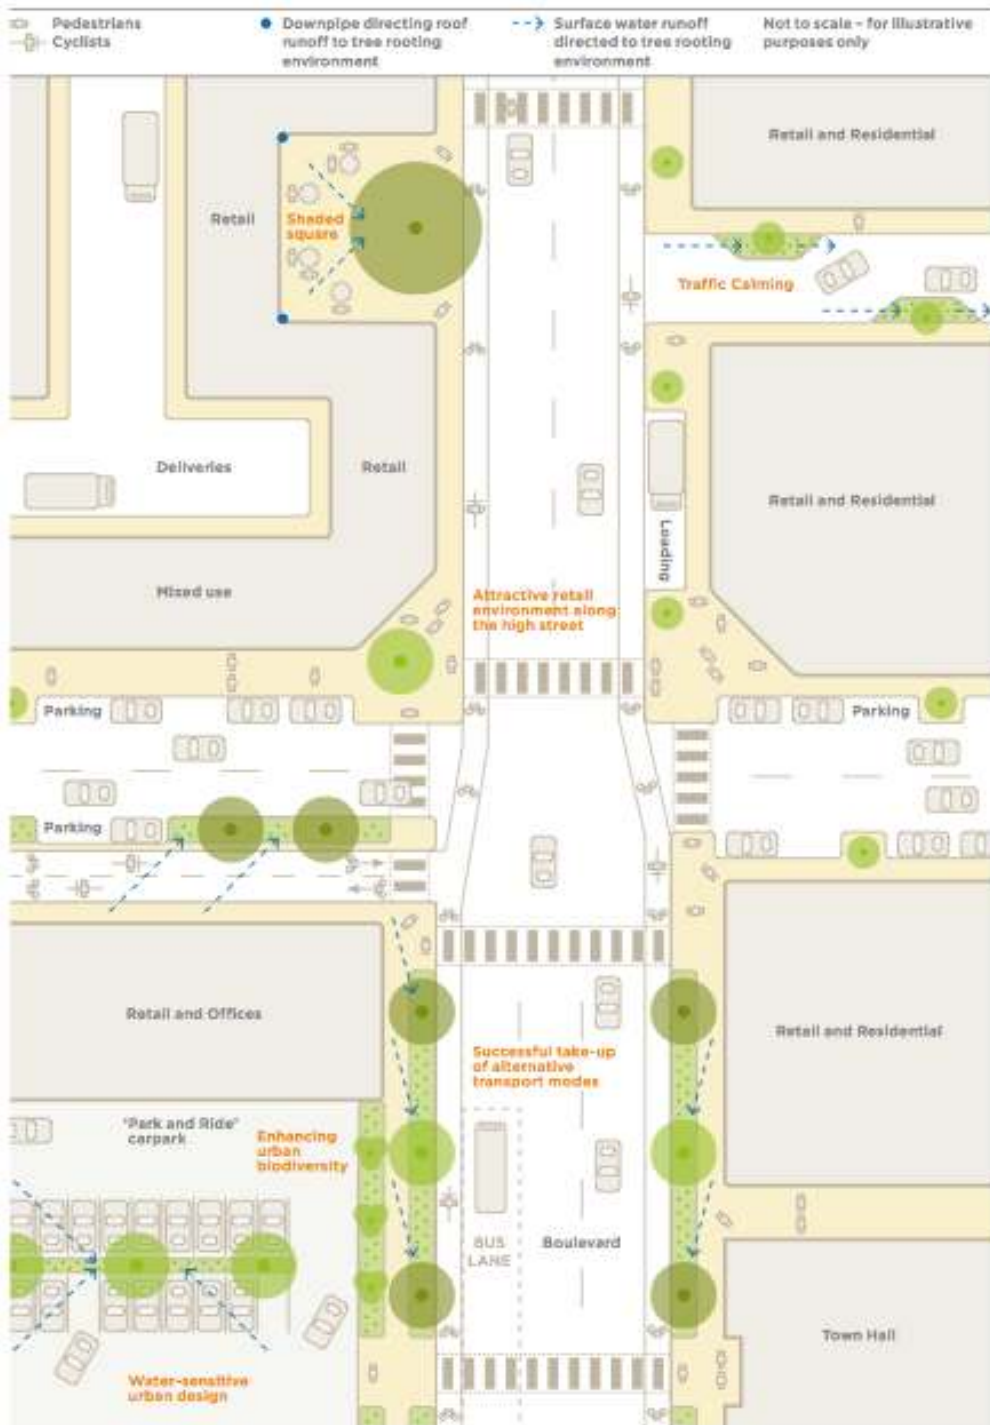 Pedestrians
Cyclists
Downpipe directing roof
runoff to tree rooting
environment
Surface water runoff
directed to tree rooting
environment
Not to scale - for illustrative
purposes only
Retail and Residential
Retail
Shaded
square
Traffic Calming
Deliveries
Retail
Retail and Residential
Loading
Mixed use
Attractive retail
environment along
the high street
Parking
Parking
Parking
Retail and Offices
Retail and Residential
Successful take-up
of alternative
transport modes
"Park and Ride"
carpark
Enhancing
urban
biodiversity
BUS
LANE
Boulevard
Town Hall
Water-sensitive
urban design